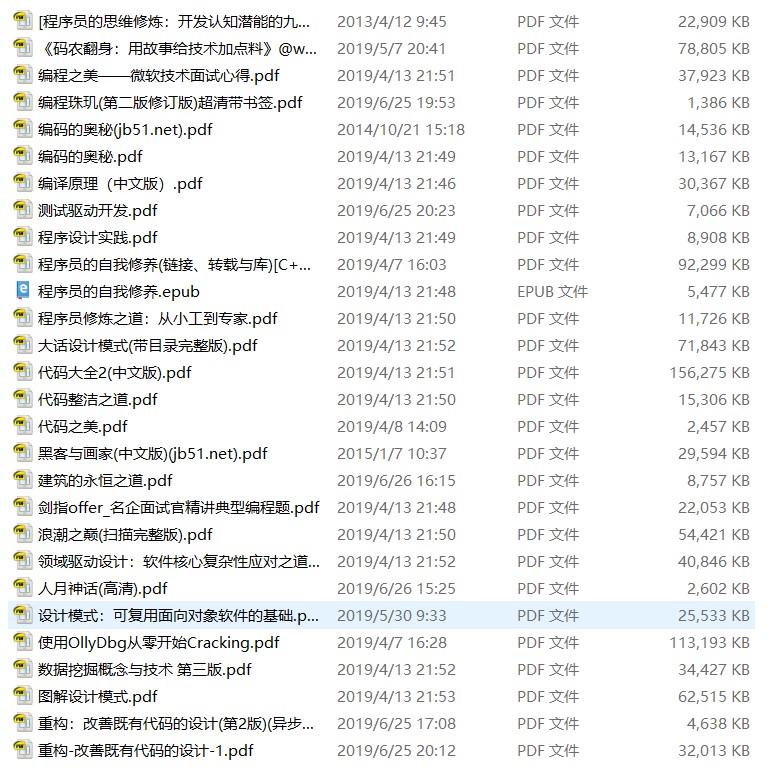 [程序员的思维修炼：开发认知潜能的九... 2013/4/12 9:45 PDF 文件 22,909 KB
《码农翻身：用故事给技术加点料》@w... 2019/5/7 20:41 PDF 文件 78,805 KB
编程之美——微软技术面试心得.pdf 2019/4/13 21:51 PDF 文件 37,923 KB
编程珠玑(第二版修订版)超清带书签.pdf 2019/6/25 19:53 PDF 文件 1,386 KB
编码的奥秘(jb51.net).pdf 2014/10/21 15:18 PDF 文件 14,536 KB
编码的奥秘.pdf 2019/4/13 21:49 PDF 文件 13,167 KB
编译原理（中文版）.pdf 2019/4/13 21:46 PDF 文件 30,367 KB
测试驱动开发.pdf 2019/6/25 20:23 PDF 文件 7,066 KB
程序设计实践.pdf 2019/4/13 21:49 PDF 文件 8,908 KB
程序员的自我修养(链接、转载与库)[C+... 2019/4/7 16:03 PDF 文件 92,299 KB
程序员的自我修养.epub 2019/4/13 21:48 EPUB 文件 5,477 KB
程序员修炼之道：从小工到专家.pdf 2019/4/13 21:50 PDF 文件 11,726 KB
大话设计模式(带目录完整版).pdf 2019/4/13 21:52 PDF 文件 71,843 KB
代码大全2(中文版).pdf 2019/4/13 21:51 PDF 文件 156,275 KB
代码整洁之道.pdf 2019/4/13 21:50 PDF 文件 15,306 KB
代码之美.pdf 2019/4/8 14:09 PDF 文件 2,457 KB
黑客与画家(中文版)(jb51.net).pdf 2015/1/7 10:37 PDF 文件 29,594 KB
建筑的永恒之道.pdf 2019/6/26 16:15 PDF 文件 8,757 KB
剑指offer_名企面试官精讲典型编程题.pdf 2019/4/13 21:48 PDF 文件 22,053 KB
浪潮之巅(扫描完整版).pdf 2019/4/13 21:50 PDF 文件 54,421 KB
领域驱动设计：软件核心复杂性应对之道... 2019/4/13 21:52 PDF 文件 40,846 KB
人月神话(高清).pdf 2019/6/26 15:25 PDF 文件 2,602 KB
设计模式：可复用面向对象软件的基础.p... 2019/5/30 9:33 PDF 文件 25,533 KB
使用OllyDbg从零开始Cracking.pdf 2019/4/7 16:28 PDF 文件 113,193 KB
数据挖掘概念与技术 第三版.pdf 2019/4/13 21:52 PDF 文件 34,427 KB
图解设计模式.pdf 2019/4/13 21:53 PDF 文件 62,515 KB
重构：改善既有代码的设计(第2版)(异步... 2019/6/25 17:08 PDF 文件 4,638 KB
重构-改善既有代码的设计-1.pdf 2019/6/25 20:12 PDF 文件 32,013 KB